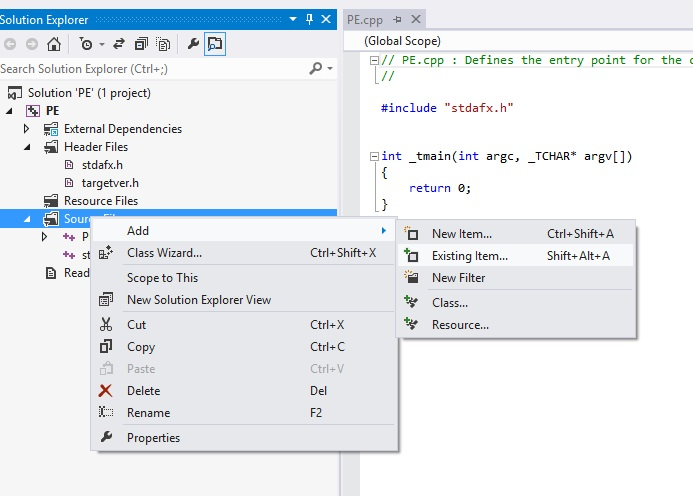 Solution Explorer
Search Solution Explorer (Ctrl+;)
Solution 'PE' (1 project)
PE
External Dependencies
Header Files
stdafx.h
targetver.h
Resource Files
Add
Class Wizard... Ctrl+Shift+X
Scope to This
New Solution Explorer View
Cut Ctrl+X
Copy Ctrl+C
Paste Ctrl+V
Delete Del
Rename F2
Properties
New Item... Ctrl+Shift+A
Existing Item... Shift+Alt+A
New Filter
Class...
Resource...
PE.cpp
(Global Scope)
// PE.cpp : Defines the entry point for the
//
#include "stdafx.h"
int _tmain(int argc, _TCHAR* argv[])
{
return 0;
}